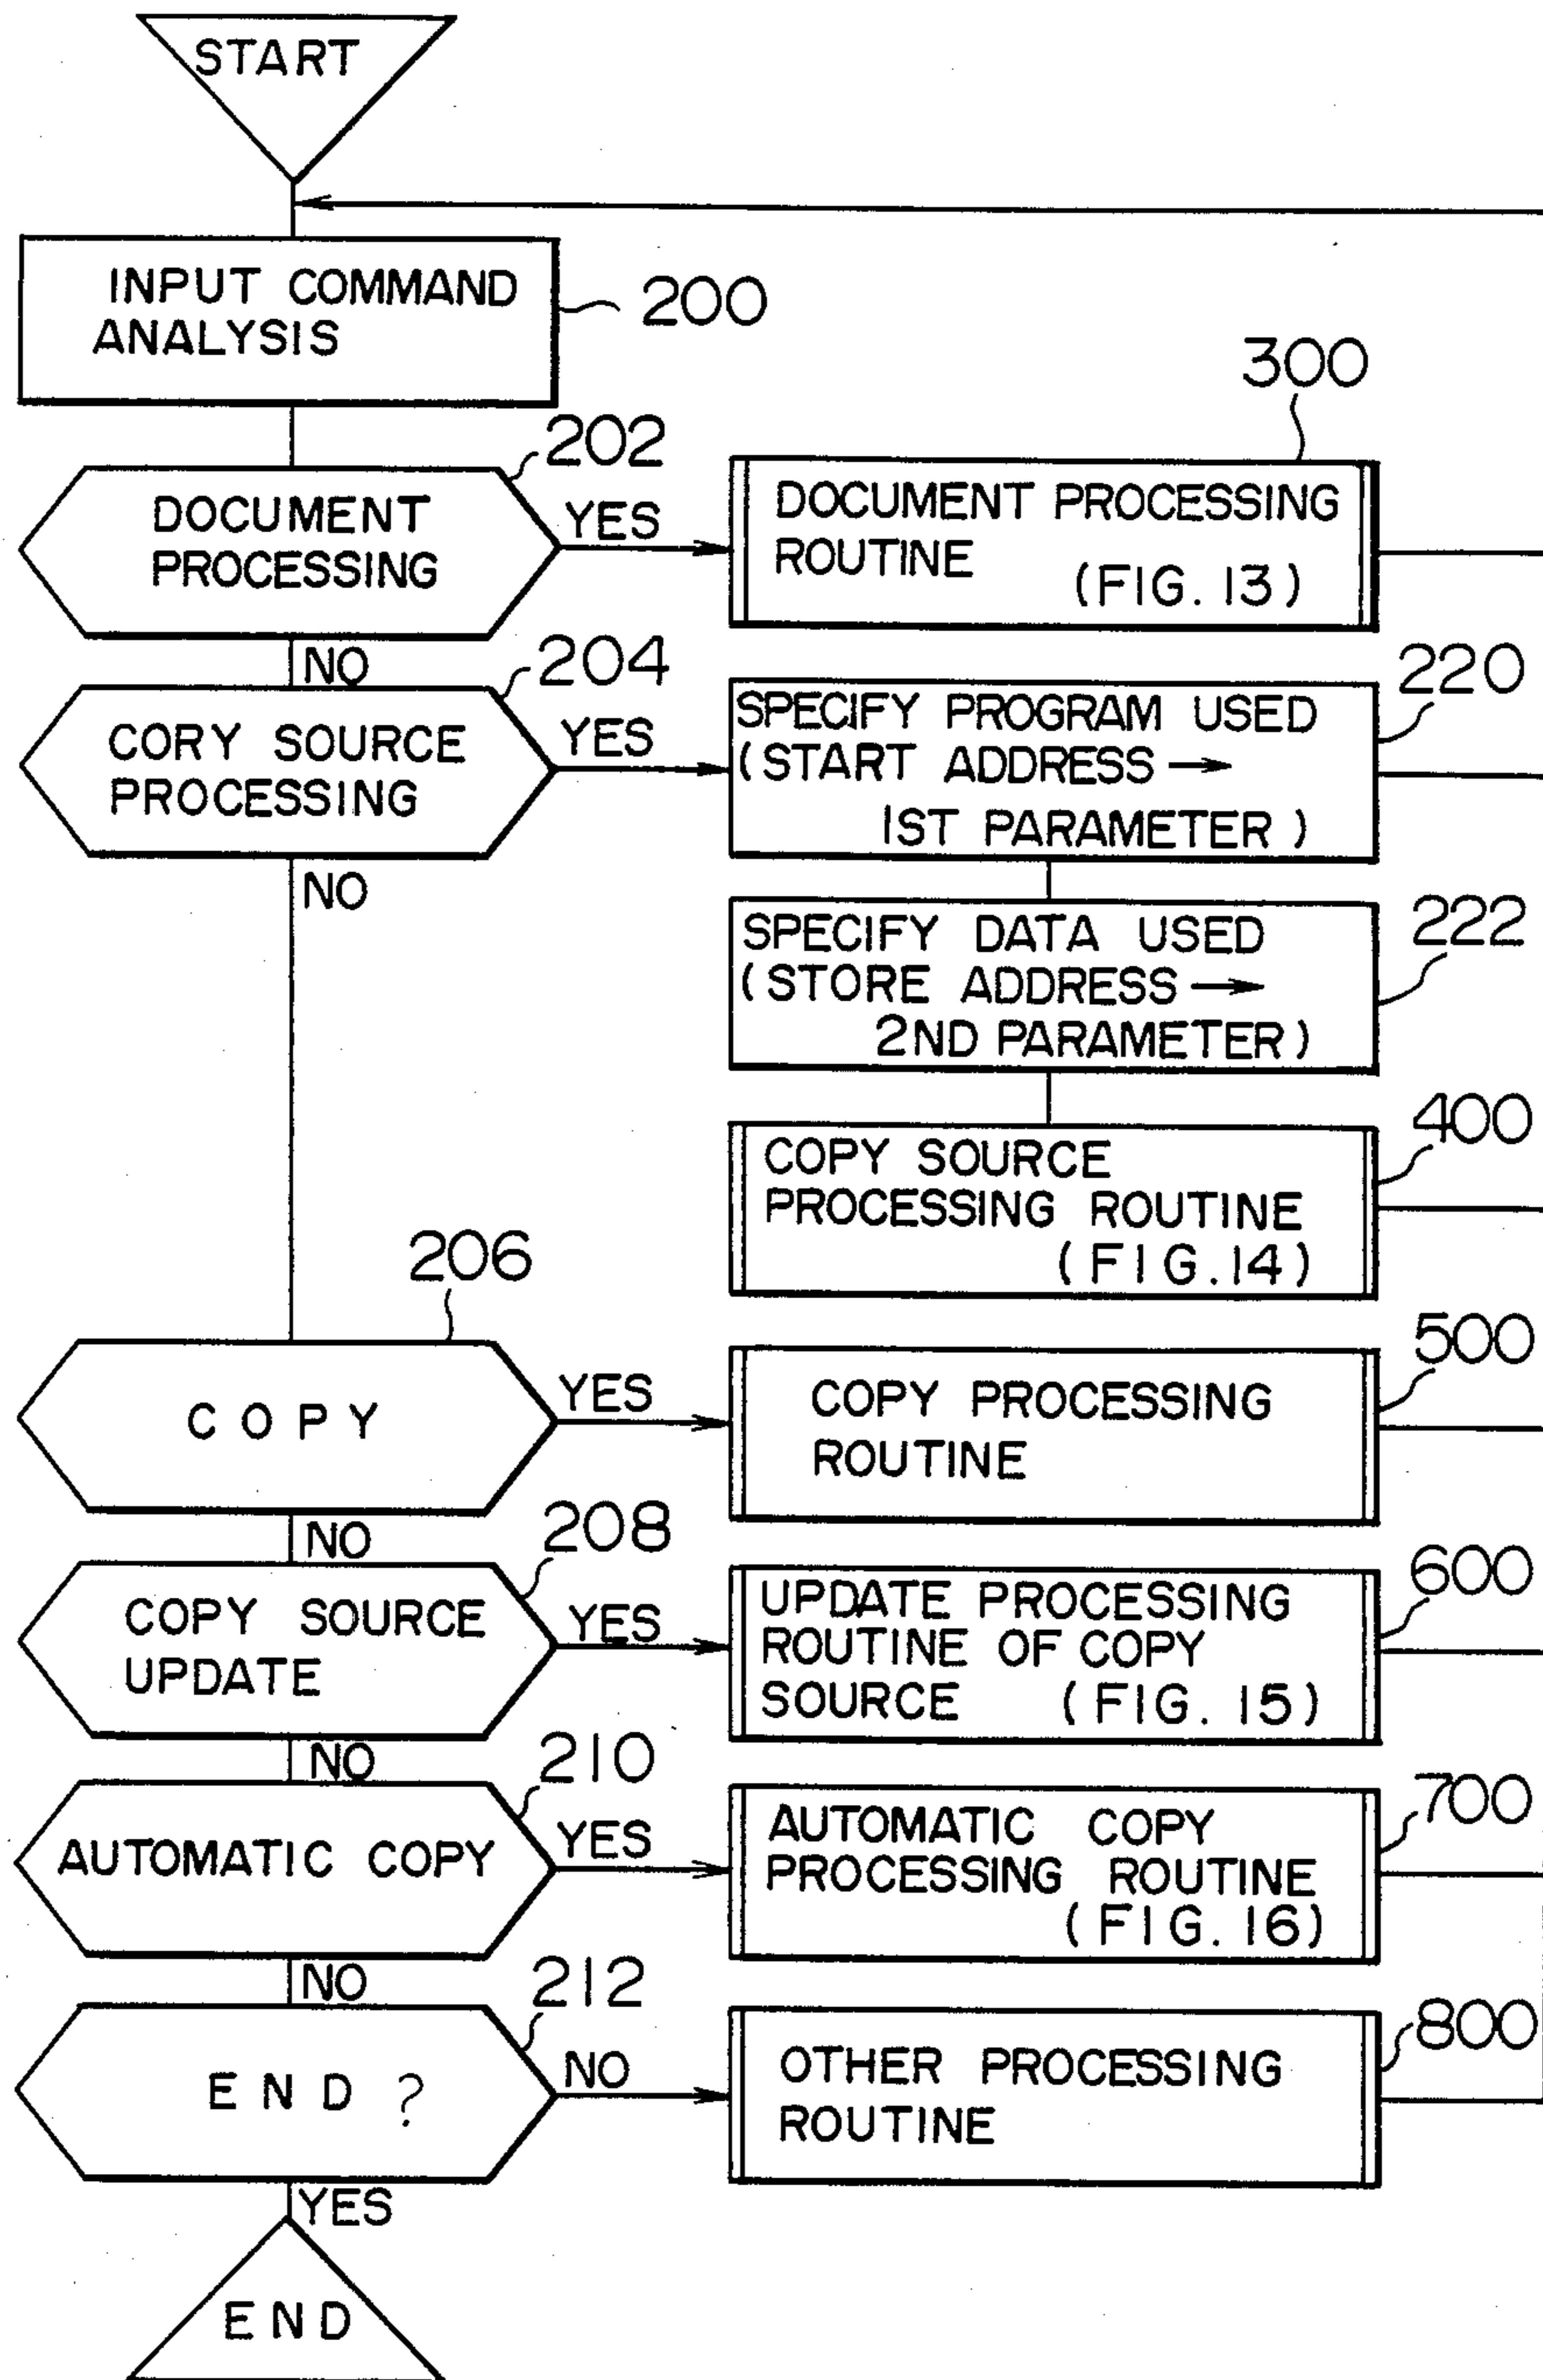 START
INPUT COMMAND
ANALYSIS
200
300
202
DOCUMENT
PROCESSING
YES
DOCUMENT PROCESSING
ROUTINE
(FIG. 13)
NO
204
220
CORY SOURCE
PROCESSING
YES
SPECIFY PROGRAM USED
(START ADDRESS →
1ST PARAMETER)
NO
222
SPECIFY DATA USED
(STORE ADDRESS →
2ND PARAMETER)
400
COPY SOURCE
PROCESSING ROUTINE
(FIG. 14)
206
500
COPY
YES
COPY PROCESSING
ROUTINE
NO
208
600
COPY SOURCE
UPDATE
YES
UPDATE PROCESSING
ROUTINE OF COPY
SOURCE (FIG. 15)
NO
210
700
AUTOMATIC COPY
YES
AUTOMATIC COPY
PROCESSING ROUTINE
(FIG. 16)
NO
212
800
END ?
NO
OTHER PROCESSING
ROUTINE
YES
END